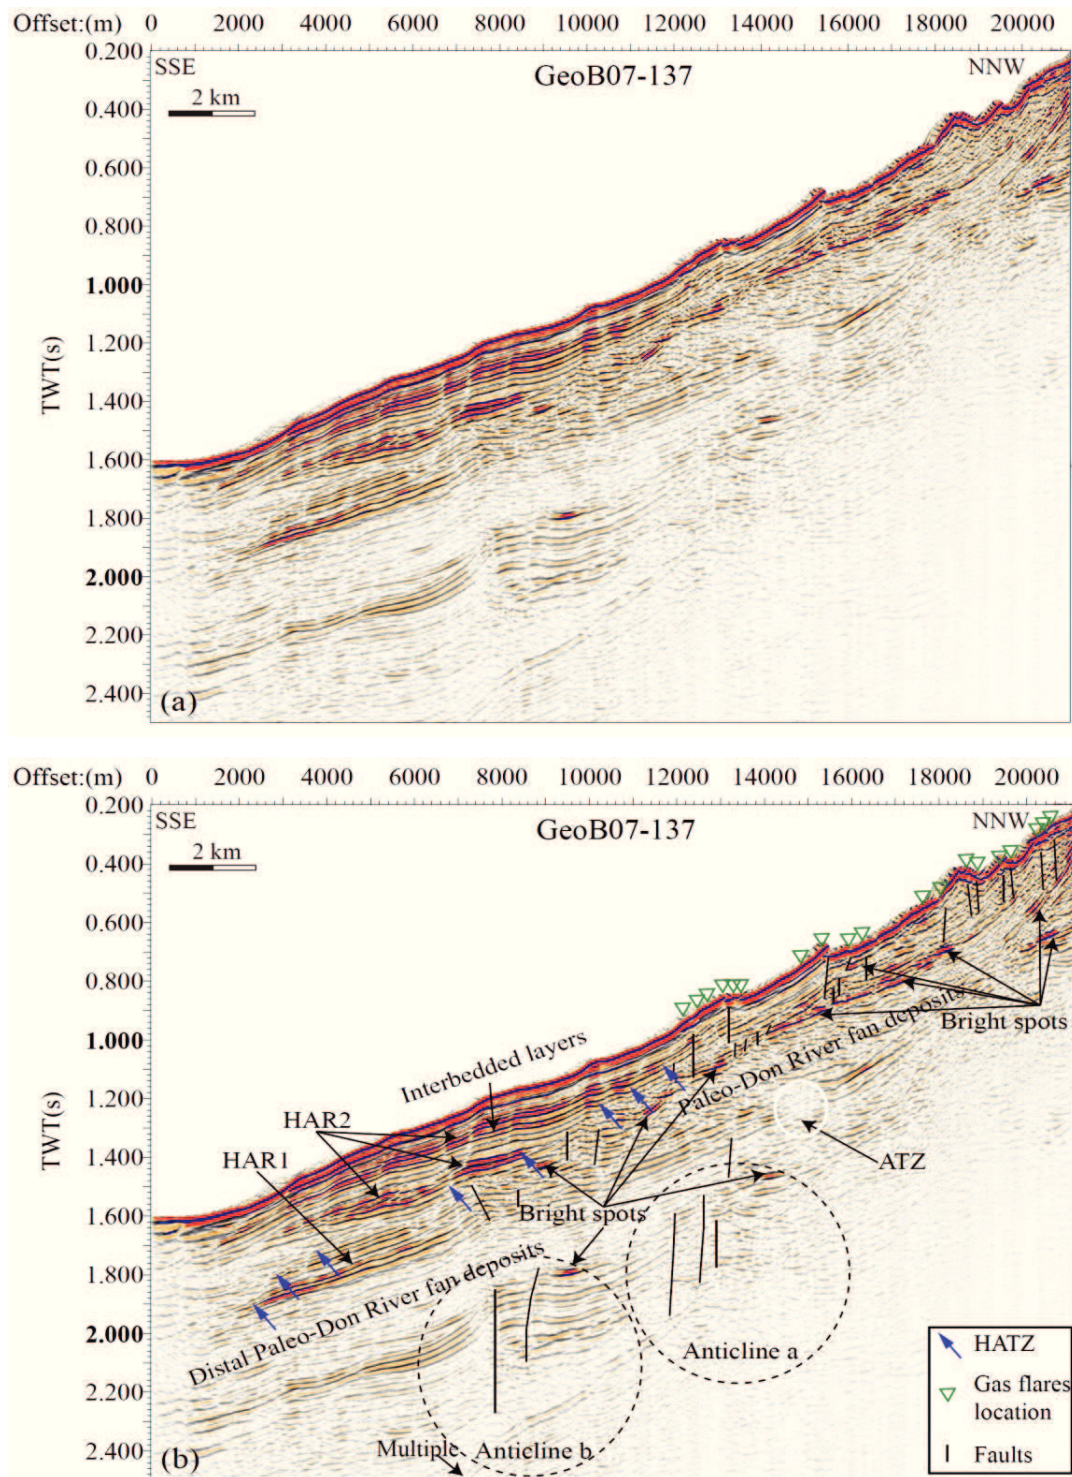 Offset:(m) 0 2000 4000 6000 8000 10000 12000 14000 16000 18000 20000
0.200
SSE GeoB07-137 NNW
2 km
0.400
0.600
0.800
1.000
1.200
TWT(s)
1.400
1.600
1.800
2.000
2.200
2.400
(a)
Offset:(m) 0 2000 4000 6000 8000 10000 12000 14000 16000 18000 20000
0.200
SSE GeoB07-137 NNW
2 km
0.400
0.600
0.800
Bright spots
1.000
Paleo-Don River fan deposits
Interbedded layers
1.200
HAR2
TWT(s)
HAR1
ATZ
1.400
1.600
Bright spots
1.800
Distal Paleo-Don River fan deposits
2.000
Anticline a
HATZ
2.200
Gas flares
location
2.400
Multiple
Anticline b
Faults
(b)